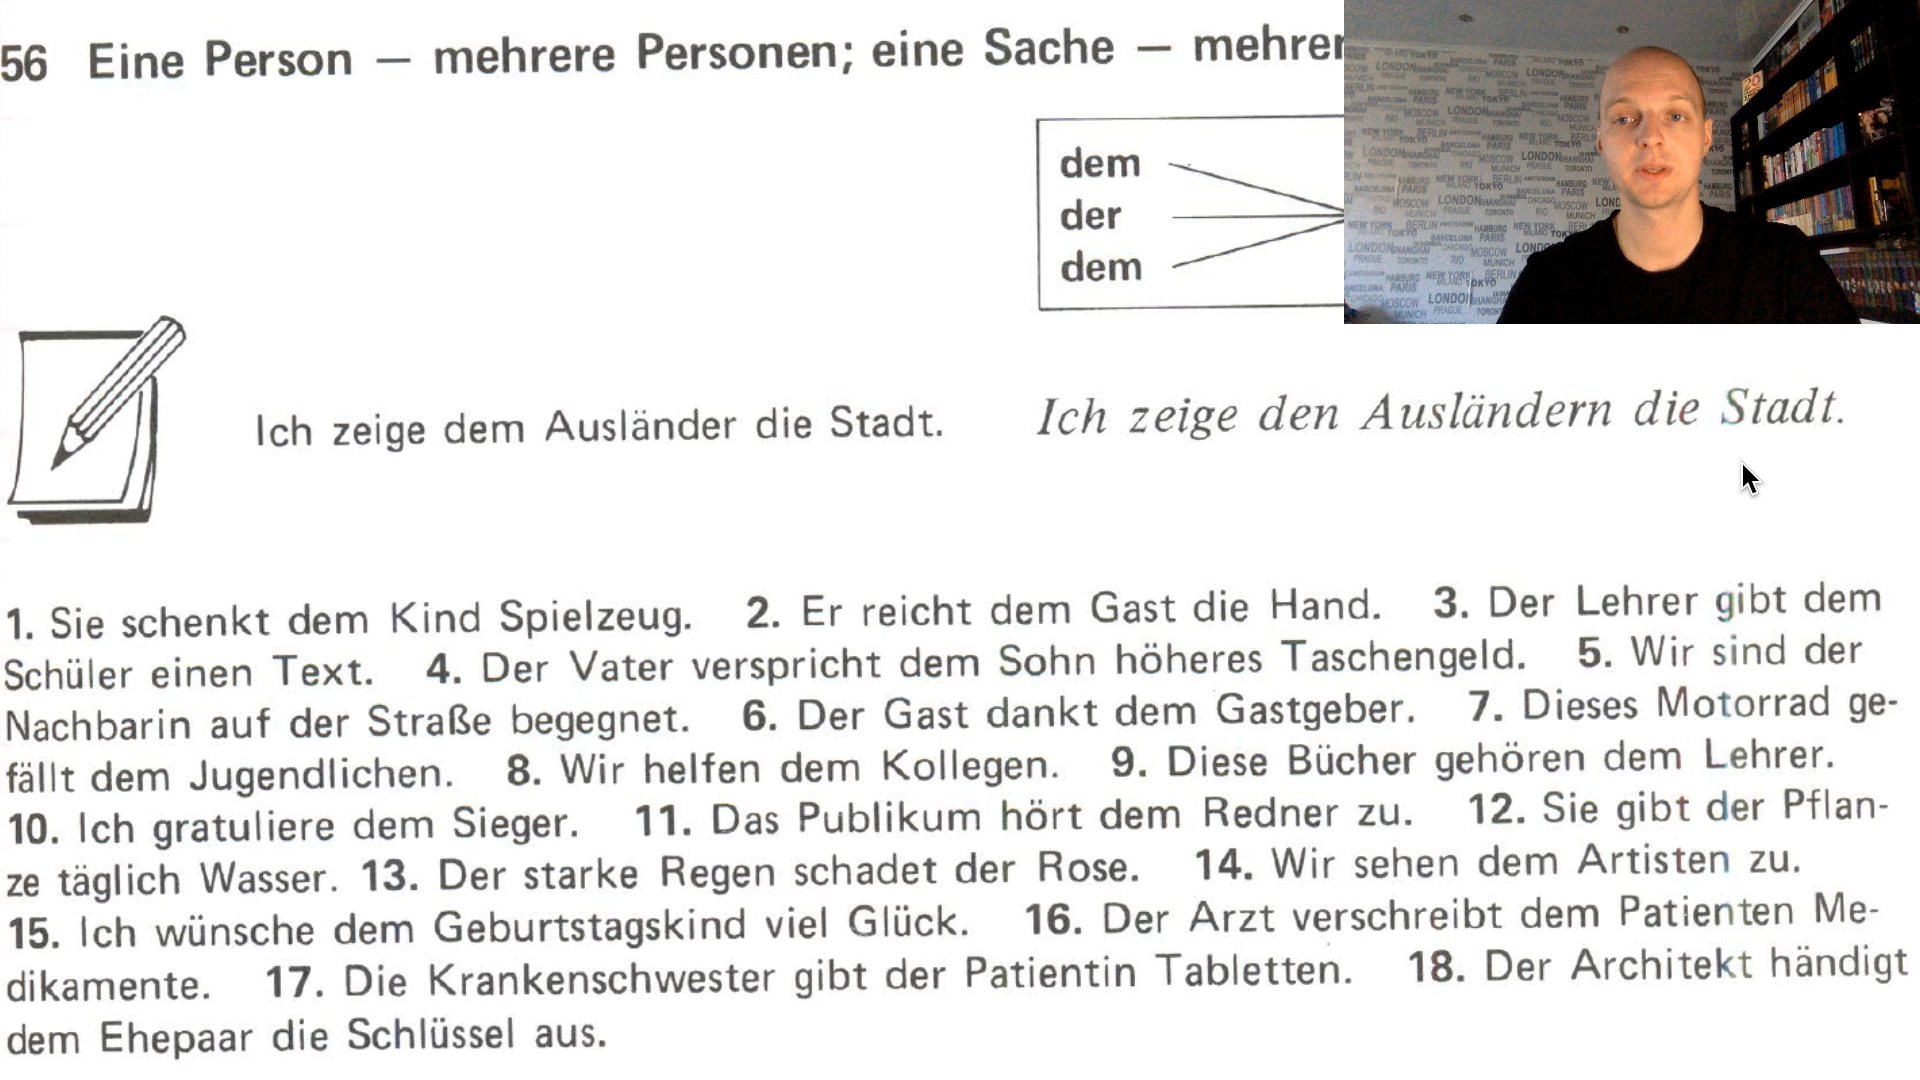 56 Eine Person — mehrere Personen; eine Sache — mehrer
dem
der
dem
Ich zeige dem Ausländer die Stadt. Ich zeige den Ausländern die Stadt.
1. Sie schenkt dem Kind Spielzeug. 2. Er reicht dem Gast die Hand. 3. Der Lehrer gibt dem
Schüler einen Text. 4. Der Vater verspricht dem Sohn höheres Taschengeld. 5. Wir sind der
Nachbarin auf der Straße begegnet. 6. Der Gast dankt dem Gastgeber. 7. Dieses Motorrad ge-
fällt dem Jugendlichen. 8. Wir helfen dem Kollegen. 9. Diese Bücher gehören dem Lehrer.
10. Ich gratuliere dem Sieger. 11. Das Publikum hört dem Redner zu. 12. Sie gibt der Pflan-
ze täglich Wasser. 13. Der starke Regen schadet der Rose. 14. Wir sehen dem Artisten zu.
15. Ich wünsche dem Geburtstagskind viel Glück. 16. Der Arzt verschreibt dem Patienten Me-
dikamente. 17. Die Krankenschwester gibt der Patientin Tabletten. 18. Der Architekt händigt
dem Ehepaar die Schlüssel aus.